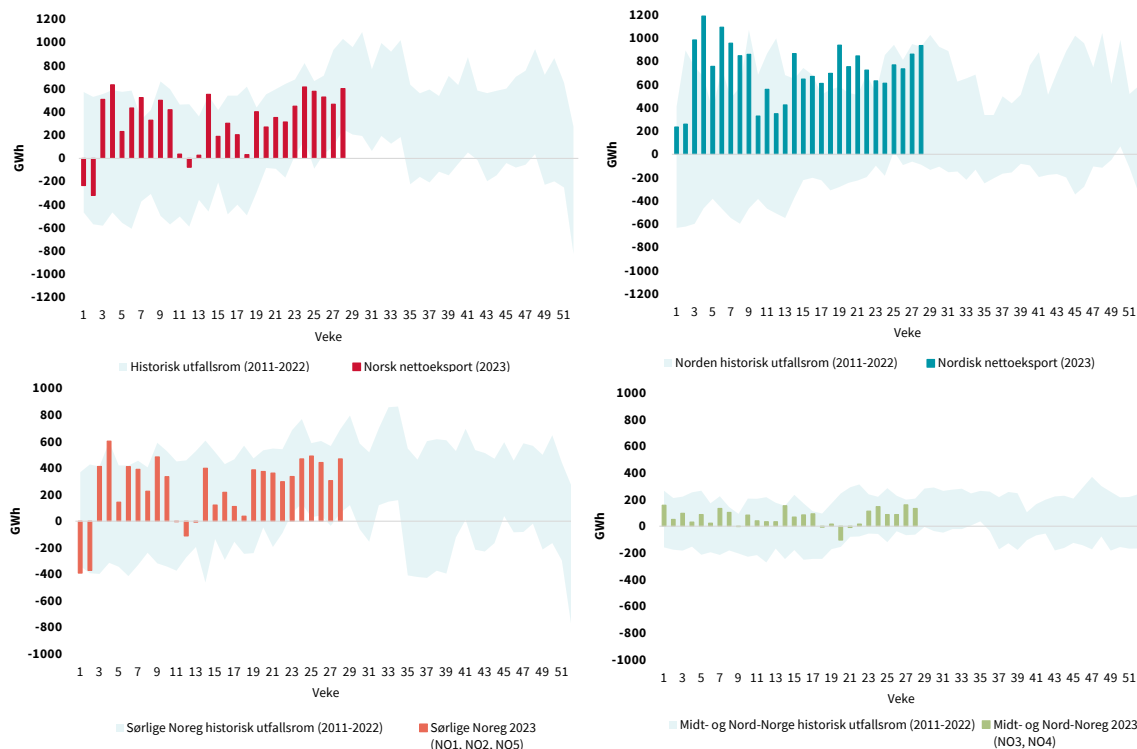 1200
1000
800
600
400
200
0
-200
-400
-600
-800
-1000
-1200
GWh
1 3 5 7 9 11 13 15 17 19 21 23 25 27 29 31 33 35 37 39 41 43 45 47 49 51
Veke
Historisk utfallsrom (2011-2022) Norsk nettoeksport (2023)
1200
1000
800
600
400
200
0
-200
-400
-600
-800
-1000
-1200
GWh
1 3 5 7 9 11 13 15 17 19 21 23 25 27 29 31 33 35 37 39 41 43 45 47 49 51
Veke
Norden historisk utfallsrom (2011-2022) Nordisk nettoeksport (2023)
1000
800
600
400
200
0
-200
-400
-600
-800
-1000
GWh
1 3 5 7 9 11 13 15 17 19 21 23 25 27 29 31 33 35 37 39 41 43 45 47 49 51
Veke
Sørlige Noreg historisk utfallsrom (2011-2022) Sørlige Noreg 2023
(NO1, NO2, NO5)
1000
800
600
400
200
0
-200
-400
-600
-800
-1000
GWh
1 3 5 7 9 11 13 15 17 19 21 23 25 27 29 31 33 35 37 39 41 43 45 47 49 51
Veke
Midt- og Nord-Norge historisk utfallsrom (2011-2022) Midt- og Nord-Noreg 2023
(NO3, NO4)